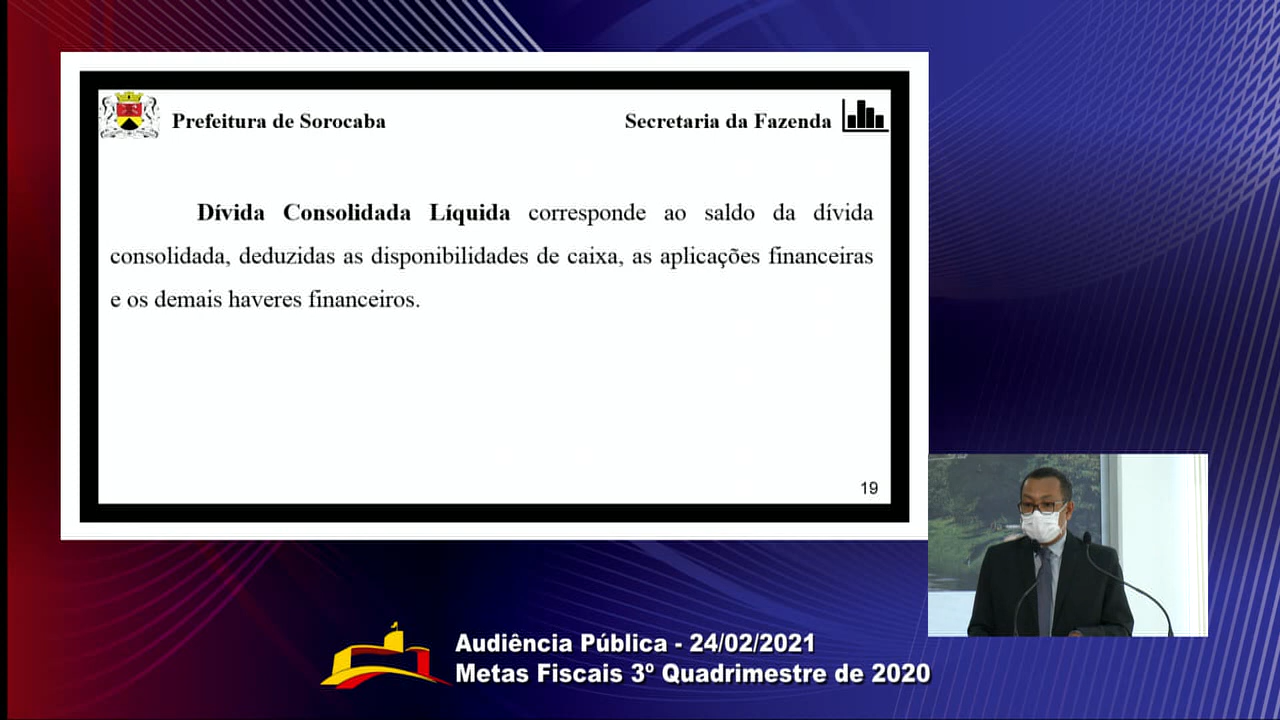 Prefeitura de Sorocaba
Secretaria da Fazenda
Dívida Consolidada Líquida corresponde ao saldo da dívida
consolidada, deduzidas as disponibilidades de caixa, as aplicações financeiras
e os demais haveres financeiros.
19
Audiência Pública - 24/02/2021
Metas Fiscais 3º Quadrimestre de 2020